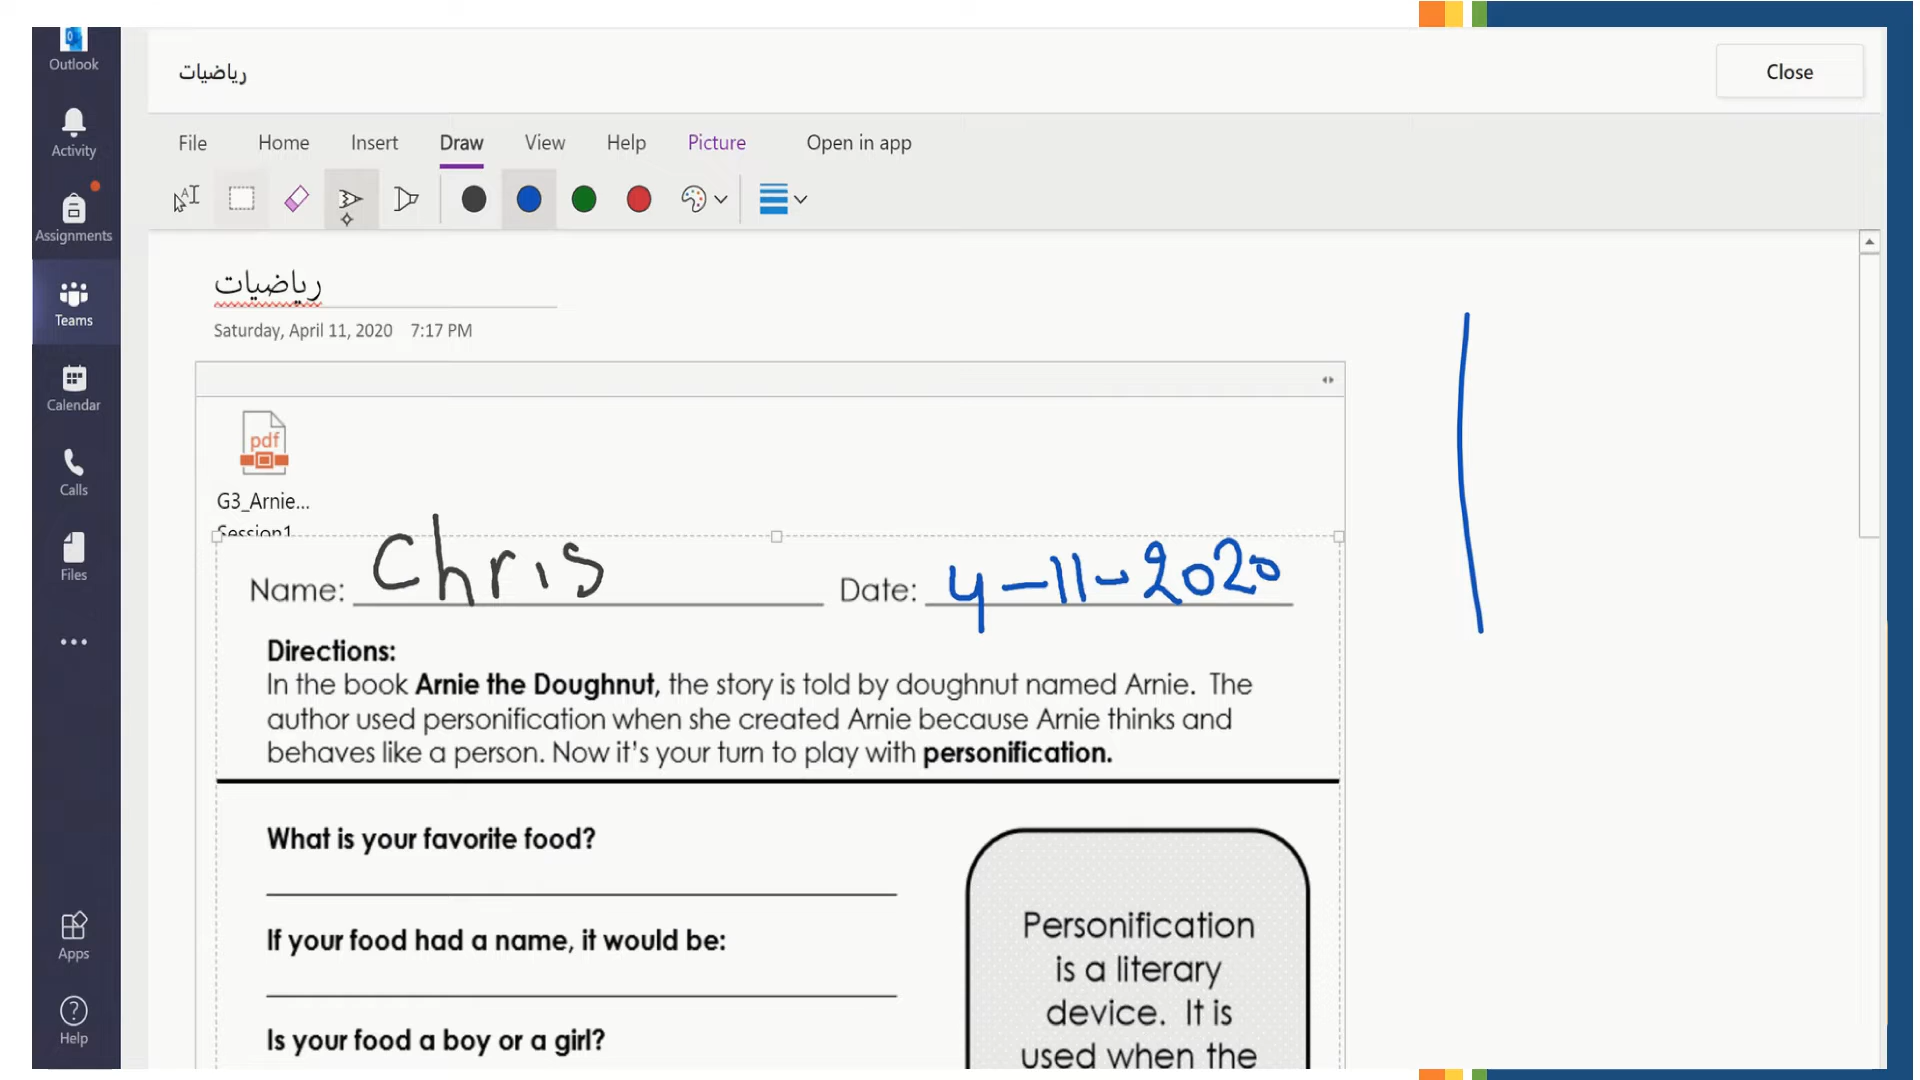 Outlook
Activity
Assignments
Teams
Calendar
Calls
Files
Apps
Help
رياضيات
Close
File Home Insert Draw View Help Picture Open in app
رياضيات
Saturday, April 11, 2020 7:17 PM
pdf
G3_Arnie...
Session1
Name: Chris Date: 4-11-2020
Directions:
In the book Arnie the Doughnut, the story is told by doughnut named Arnie. The
author used personification when she created Arnie because Arnie thinks and
behaves like a person. Now it's your turn to play with personification.
What is your favorite food?
If your food had a name, it would be:
Is your food a boy or a girl?
Personification
is a literary
device. It is
used when the